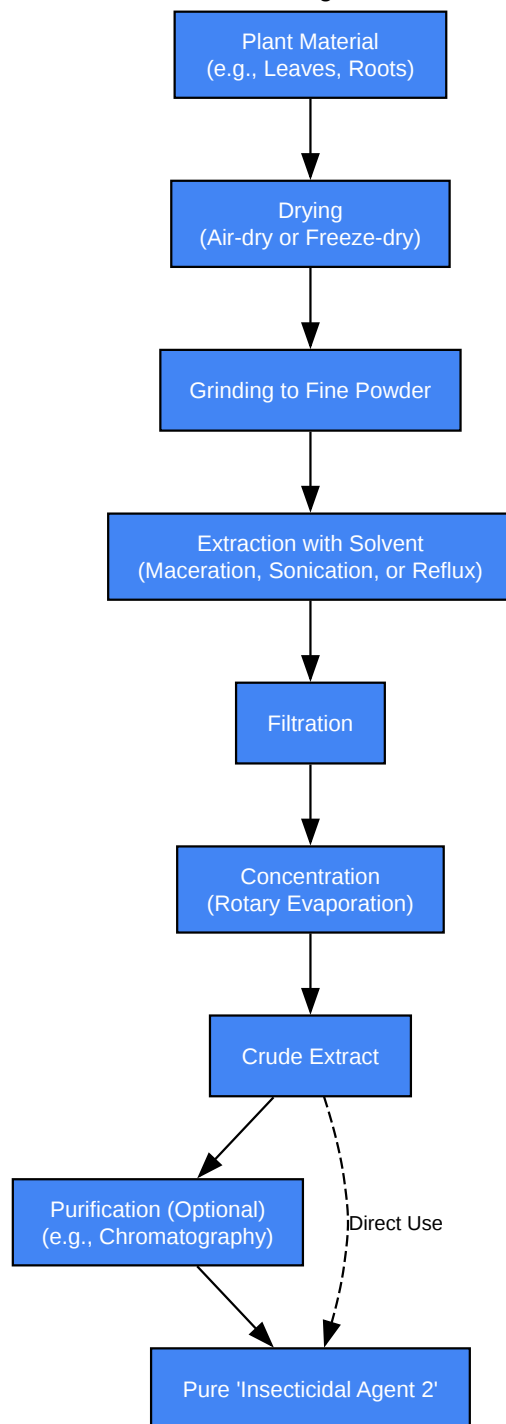 Plant Material
(e.g., Leaves, Roots)
Drying
(Air-dry or Freeze-dry)
Grinding to Fine Powder
Extraction with Solvent
(Maceration, Sonication, or Reflux)
Filtration
Concentration
(Rotary Evaporation)
Crude Extract
Purification (Optional)
(e.g., Chromatography)
Direct Use
Pure 'Insecticidal Agent 2'